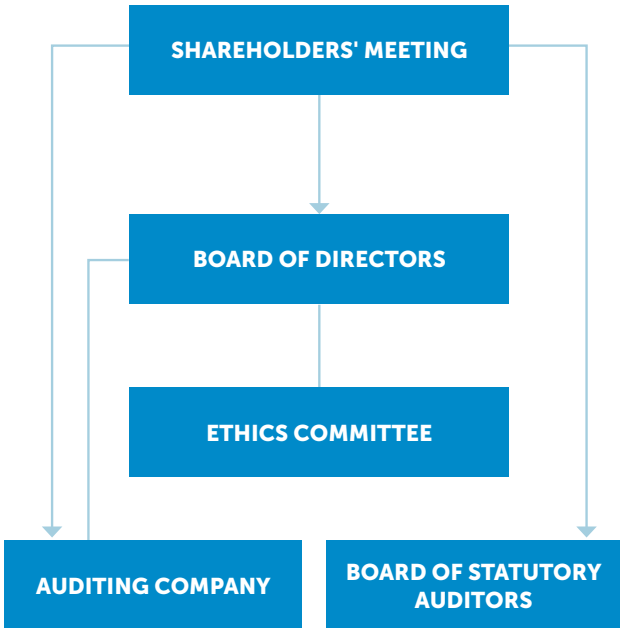 SHAREHOLDERS' MEETING
BOARD OF DIRECTORS
ETHICS COMMITTEE
AUDITING COMPANY
BOARD OF STATUTORY
AUDITORS